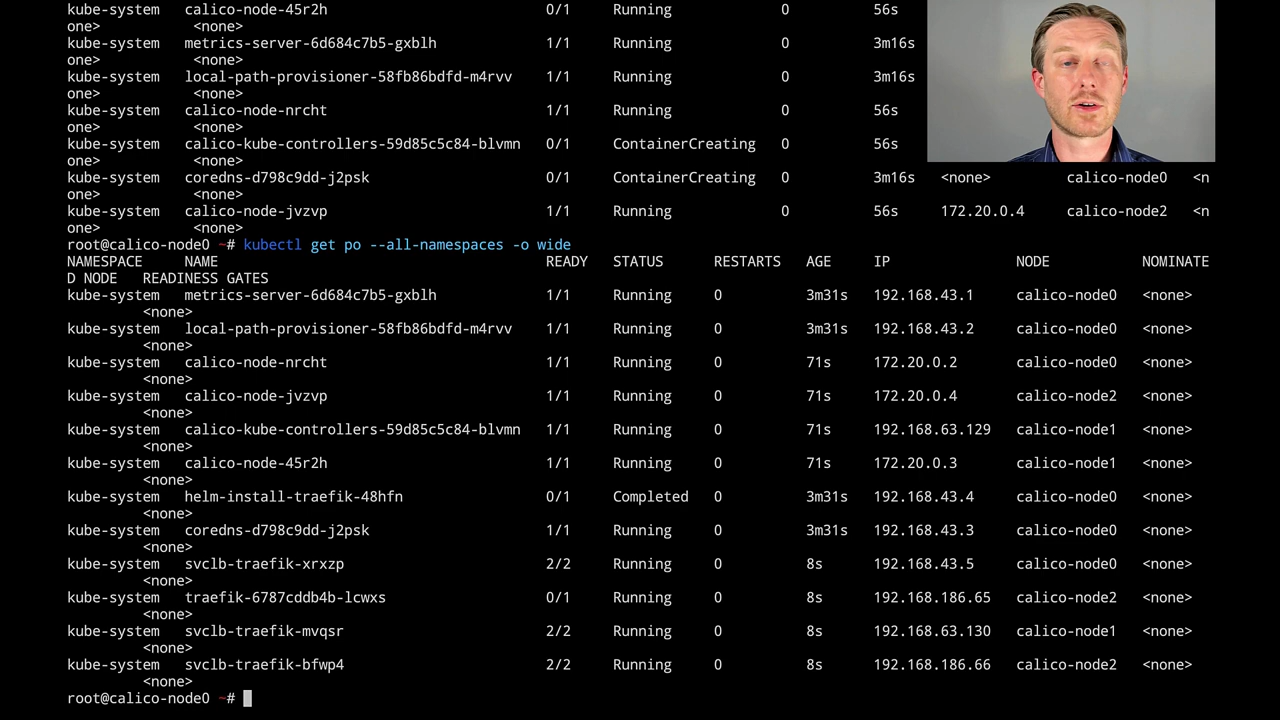 kube-system   calico-node-45r2h                          0/1     Running             0          56s
one>           <none>
kube-system   metrics-server-6d684c7b5-gxblh             1/1     Running             0          3m16s
one>           <none>
kube-system   local-path-provisioner-58fb86bdfd-m4rvv    1/1     Running             0          3m16s
one>           <none>
kube-system   calico-node-nrcht                          1/1     Running             0          56s
one>           <none>
kube-system   calico-kube-controllers-59d85c5c84-blvmn   0/1     ContainerCreating   0          56s
one>           <none>
kube-system   coredns-d798c9dd-j2psk                     0/1     ContainerCreating   0          3m16s   <none>         calico-node0   <n
one>           <none>
kube-system   calico-node-jvzvp                          1/1     Running             0          56s     172.20.0.4     calico-node2   <n
one>           <none>
root@calico-node0 ~# kubectl get po --all-namespaces -o wide
NAMESPACE     NAME                                       READY   STATUS      RESTARTS   AGE     IP               NODE           NOMINATE
D NODE   READINESS GATES
kube-system   metrics-server-6d684c7b5-gxblh             1/1     Running     0          3m31s   192.168.43.1     calico-node0   <none>
<none>
kube-system   local-path-provisioner-58fb86bdfd-m4rvv    1/1     Running     0          3m31s   192.168.43.2     calico-node0   <none>
<none>
kube-system   calico-node-nrcht                          1/1     Running     0          71s     172.20.0.2       calico-node0   <none>
<none>
kube-system   calico-node-jvzvp                          1/1     Running     0          71s     172.20.0.4       calico-node2   <none>
<none>
kube-system   calico-kube-controllers-59d85c5c84-blvmn   1/1     Running     0          71s     192.168.63.129   calico-node1   <none>
<none>
kube-system   calico-node-45r2h                          1/1     Running     0          71s     172.20.0.3       calico-node1   <none>
<none>
kube-system   helm-install-traefik-48hfn                 0/1     Completed   0          3m31s   192.168.43.4     calico-node0   <none>
<none>
kube-system   coredns-d798c9dd-j2psk                     1/1     Running     0          3m31s   192.168.43.3     calico-node0   <none>
<none>
kube-system   svclb-traefik-xrxzp                        2/2     Running     0          8s      192.168.43.5     calico-node0   <none>
<none>
kube-system   traefik-6787cddb4b-lcwxs                   0/1     Running     0          8s      192.168.186.65   calico-node2   <none>
<none>
kube-system   svclb-traefik-mvqsr                        2/2     Running     0          8s      192.168.63.130   calico-node1   <none>
<none>
kube-system   svclb-traefik-bfwp4                        2/2     Running     0          8s      192.168.186.66   calico-node2   <none>
<none>
root@calico-node0 ~#